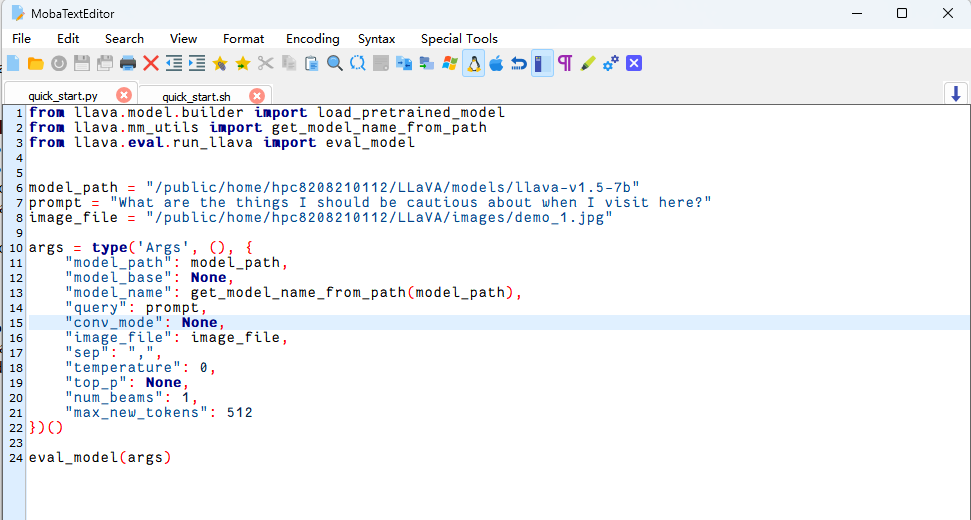 MobaTextEditor
File Edit Search View Format Encoding Syntax Special Tools
quick_start.py quick_start.sh
1 from llava.model.builder import load_pretrained_model
2 from llava.mm_utils import get_model_name_from_path
3 from llava.eval.run_llava import eval_model
4
5
6 model_path = "/public/home/hpc8208210112/LLaVA/models/llava-v1.5-7b"
7 prompt = "What are the things I should be cautious about when I visit here?"
8 image_file = "/public/home/hpc8208210112/LLaVA/images/demo_1.jpg"
9
10 args = type('Args', (), {
11     "model_path": model_path,
12     "model_base": None,
13     "model_name": get_model_name_from_path(model_path),
14     "query": prompt,
15     "conv_mode": None,
16     "image_file": image_file,
17     "sep": ",",
18     "temperature": 0,
19     "top_p": None,
20     "num_beams": 1,
21     "max_new_tokens": 512
22 })()
23
24 eval_model(args)